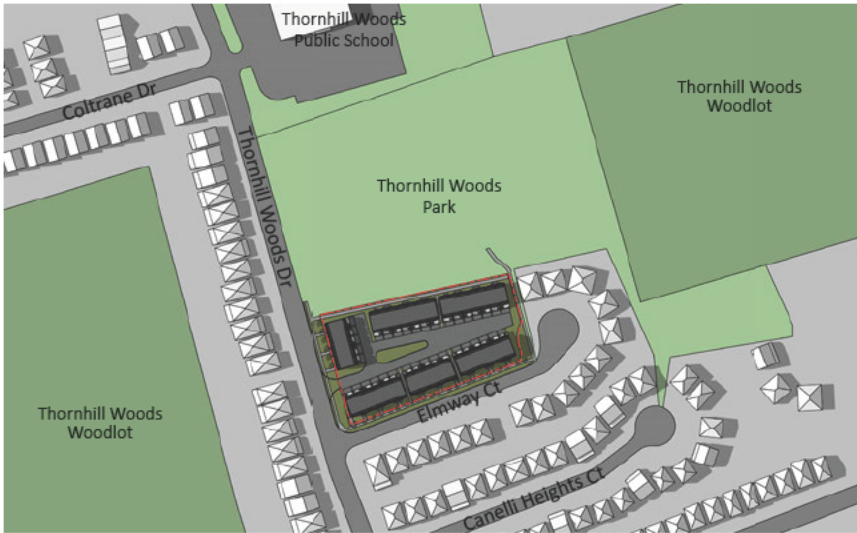 Thornhill Woods
Public School
Coltrane Dr
Thornhill Woods
Woodlot
Thornhill Woods Dr
Thornhill Woods
Park
Thornhill Woods
Woodlot
Elmway Ct
Canelli Heights Ct